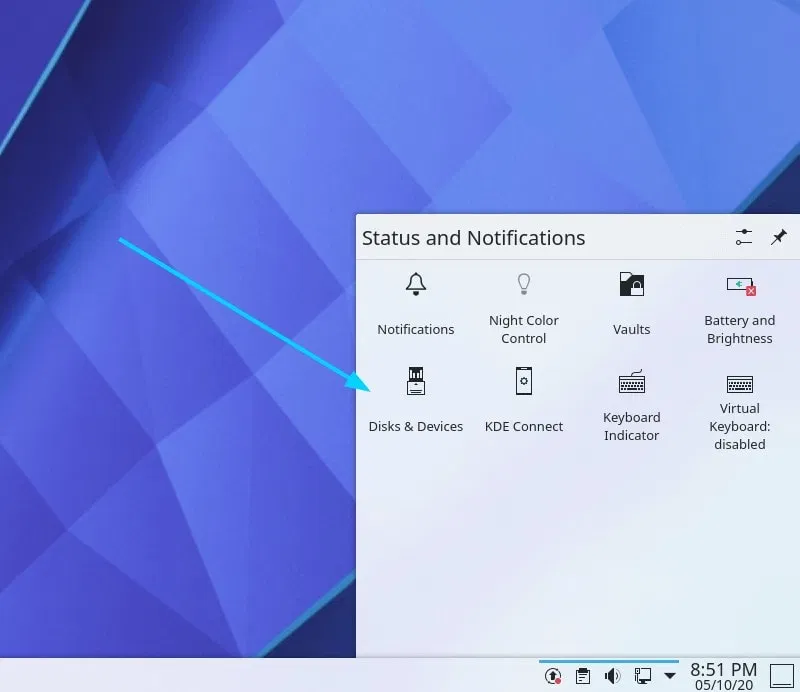 Status and Notifications
Notifications
Night Color
Control
Vaults
Battery and
Brightness
Disks & Devices
KDE Connect
Keyboard
Indicator
Virtual
Keyboard:
disabled
8:51 PM
05/10/20